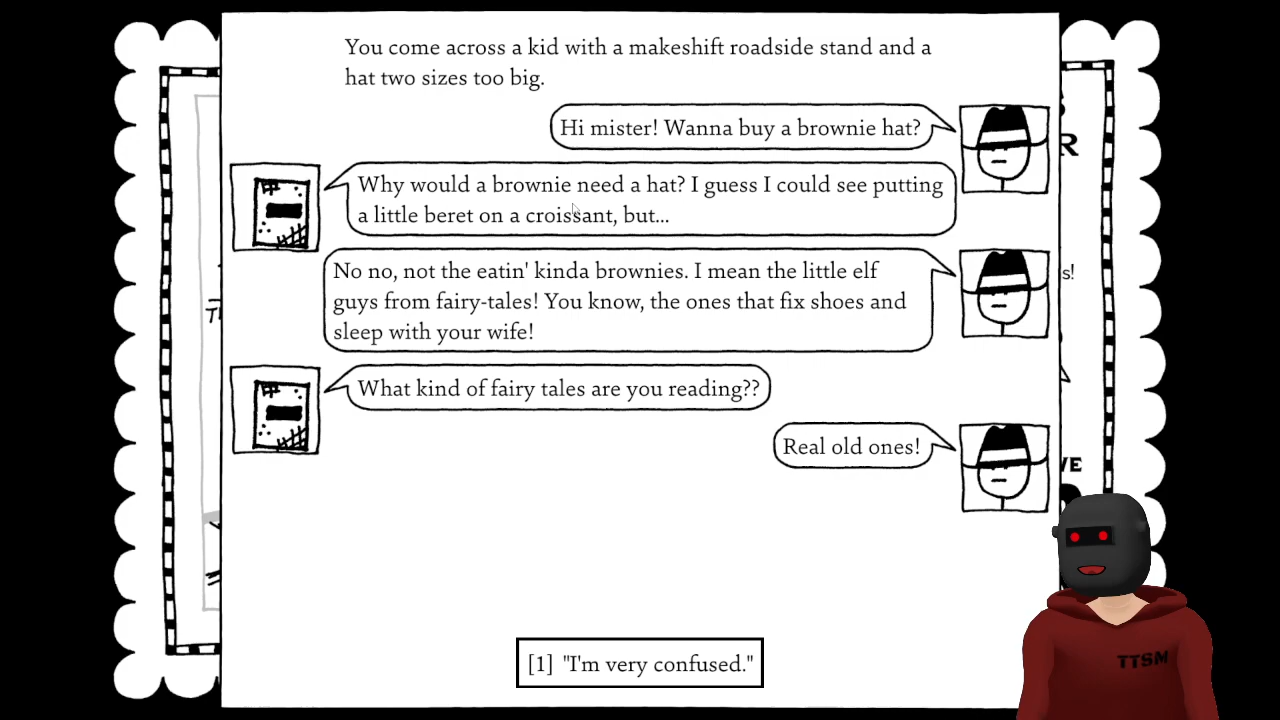 You come across a kid with a makeshift roadside stand and a
hat two sizes too big.
Hi mister! Wanna buy a brownie hat?
Why would a brownie need a hat? I guess I could see putting
a little beret on a croissant, but...
No no, not the eatin' kinda brownies. I mean the little elf
guys from fairy-tales! You know, the ones that fix shoes and
sleep with your wife!
What kind of fairy tales are you reading??
Real old ones!
[1] "I'm very confused."
TTSM